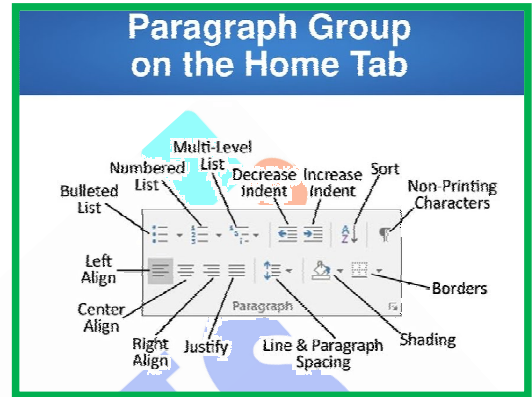 Paragraph Group
on the Home Tab
Multi-Level
List
Numbered
List
Decrease
Indent
Increase
Indent
Sort
Bulleted
List
Non-Printing
Characters
Left
Align
Borders
Paragraph
Center
Align
Right
Align
Justify
Line & Paragraph
Spacing
Shading